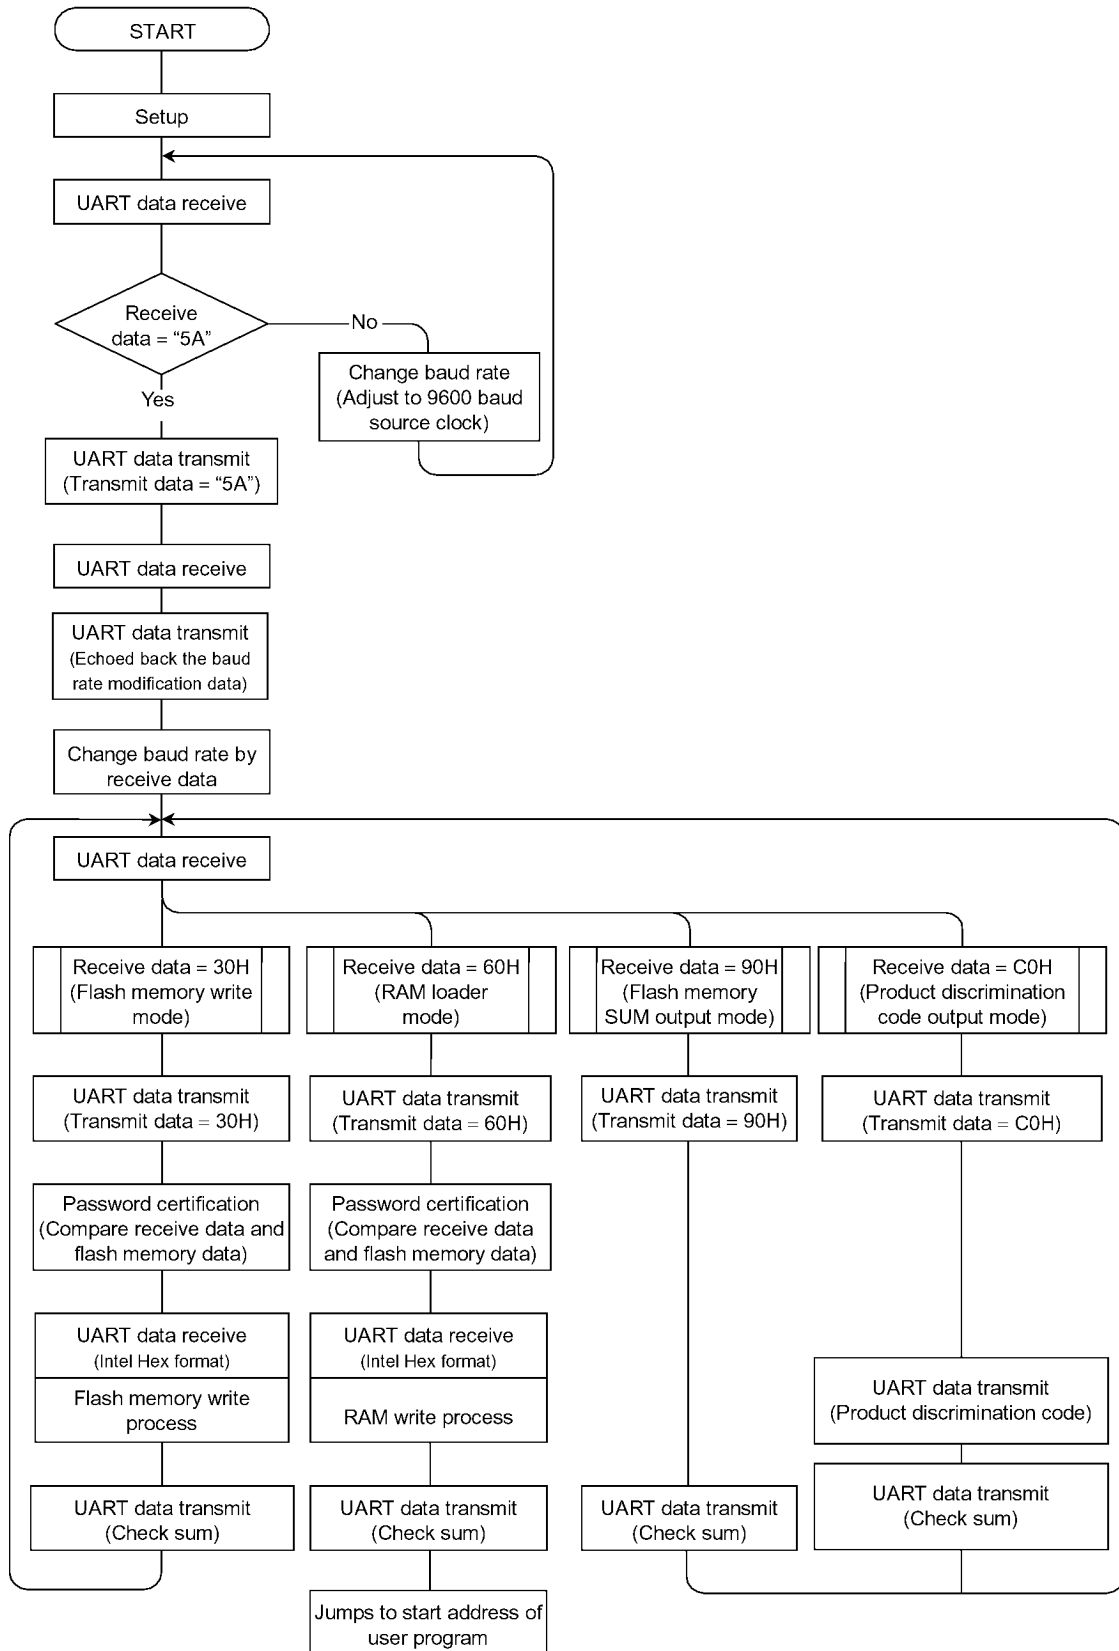 START
Setup
UART data receive
Receive
data = “5A”
No
Change baud rate
(Adjust to 9600 baud
source clock)
Yes
UART data transmit
(Transmit data = “5A”)
UART data receive
UART data transmit
(Echoed back the baud
rate modification data)
Change baud rate by
receive data
UART data receive
Receive data = 30H
(Flash memory write
mode)
Receive data = 60H
(RAM loader
mode)
Receive data = 90H
(Flash memory
SUM output mode)
Receive data = C0H
(Product discrimination
code output mode)
UART data transmit
(Transmit data = 30H)
UART data transmit
(Transmit data = 60H)
UART data transmit
(Transmit data = 90H)
UART data transmit
(Transmit data = C0H)
Password certification
(Compare receive data and
flash memory data)
Password certification
(Compare receive data
and flash memory data)
UART data receive
(Intel Hex format)
Flash memory write
process
UART data receive
(Intel Hex format)
RAM write process
UART data transmit
(Product discrimination code)
UART data transmit
(Check sum)
UART data transmit
(Check sum)
UART data transmit
(Check sum)
UART data transmit
(Check sum)
Jumps to start address of
user program